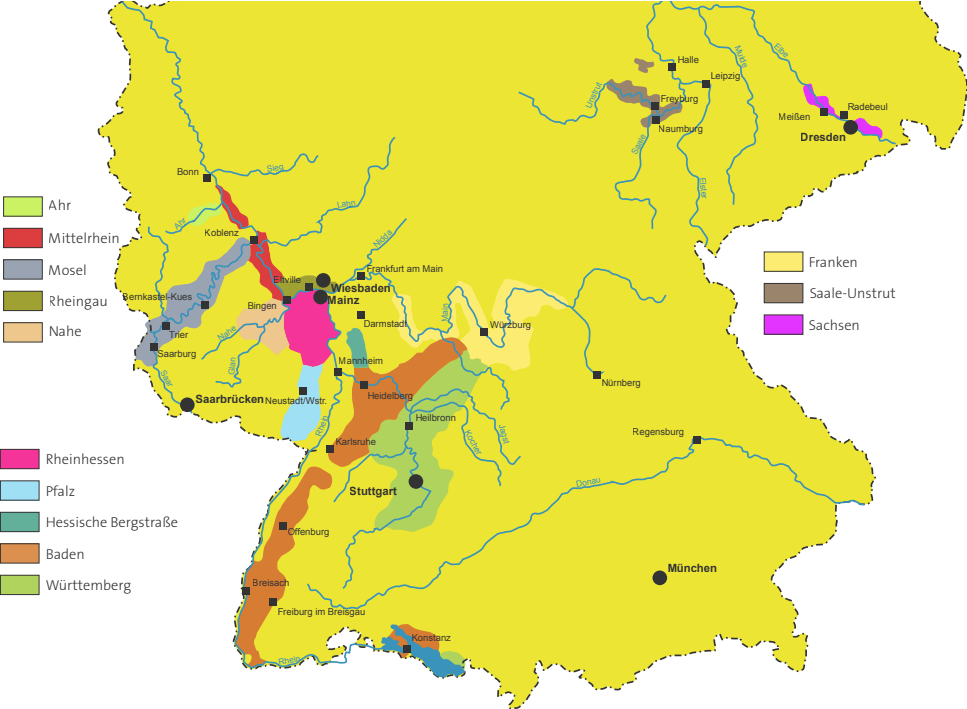 Halle
Mulde
Elbe
Leipzig
Unstrut
Freyburg
Radebeul
Meißen
Naumburg
Dresden
Saale
Elster
Bonn
Sieg
Lahn
Ahr
Ahr
Koblenz
Nidda
Mittelrhein
Mosel
Rheingau
Nahe
Franken
Saale-Unstrut
Sachsen
Frankfurt am Main
Eltville
Wiesbaden
Mainz
Bernkastel-Kues
Bingen
Main
Darmstadt
Würzburg
Trier
Nahe
Saarburg
Glan
Mannheim
Saar
Nürnberg
Heidelberg
Saarbrücken
Neustadt/Wstr.
Heilbronn
Rhein
Karlsruhe
Kocher
Jagst
Regensburg
Rheinhessen
Pfalz
Hessische Bergstraße
Baden
Württemberg
Stuttgart
Donau
Offenburg
München
Breisach
Freiburg im Breisgau
Konstanz
Rhein